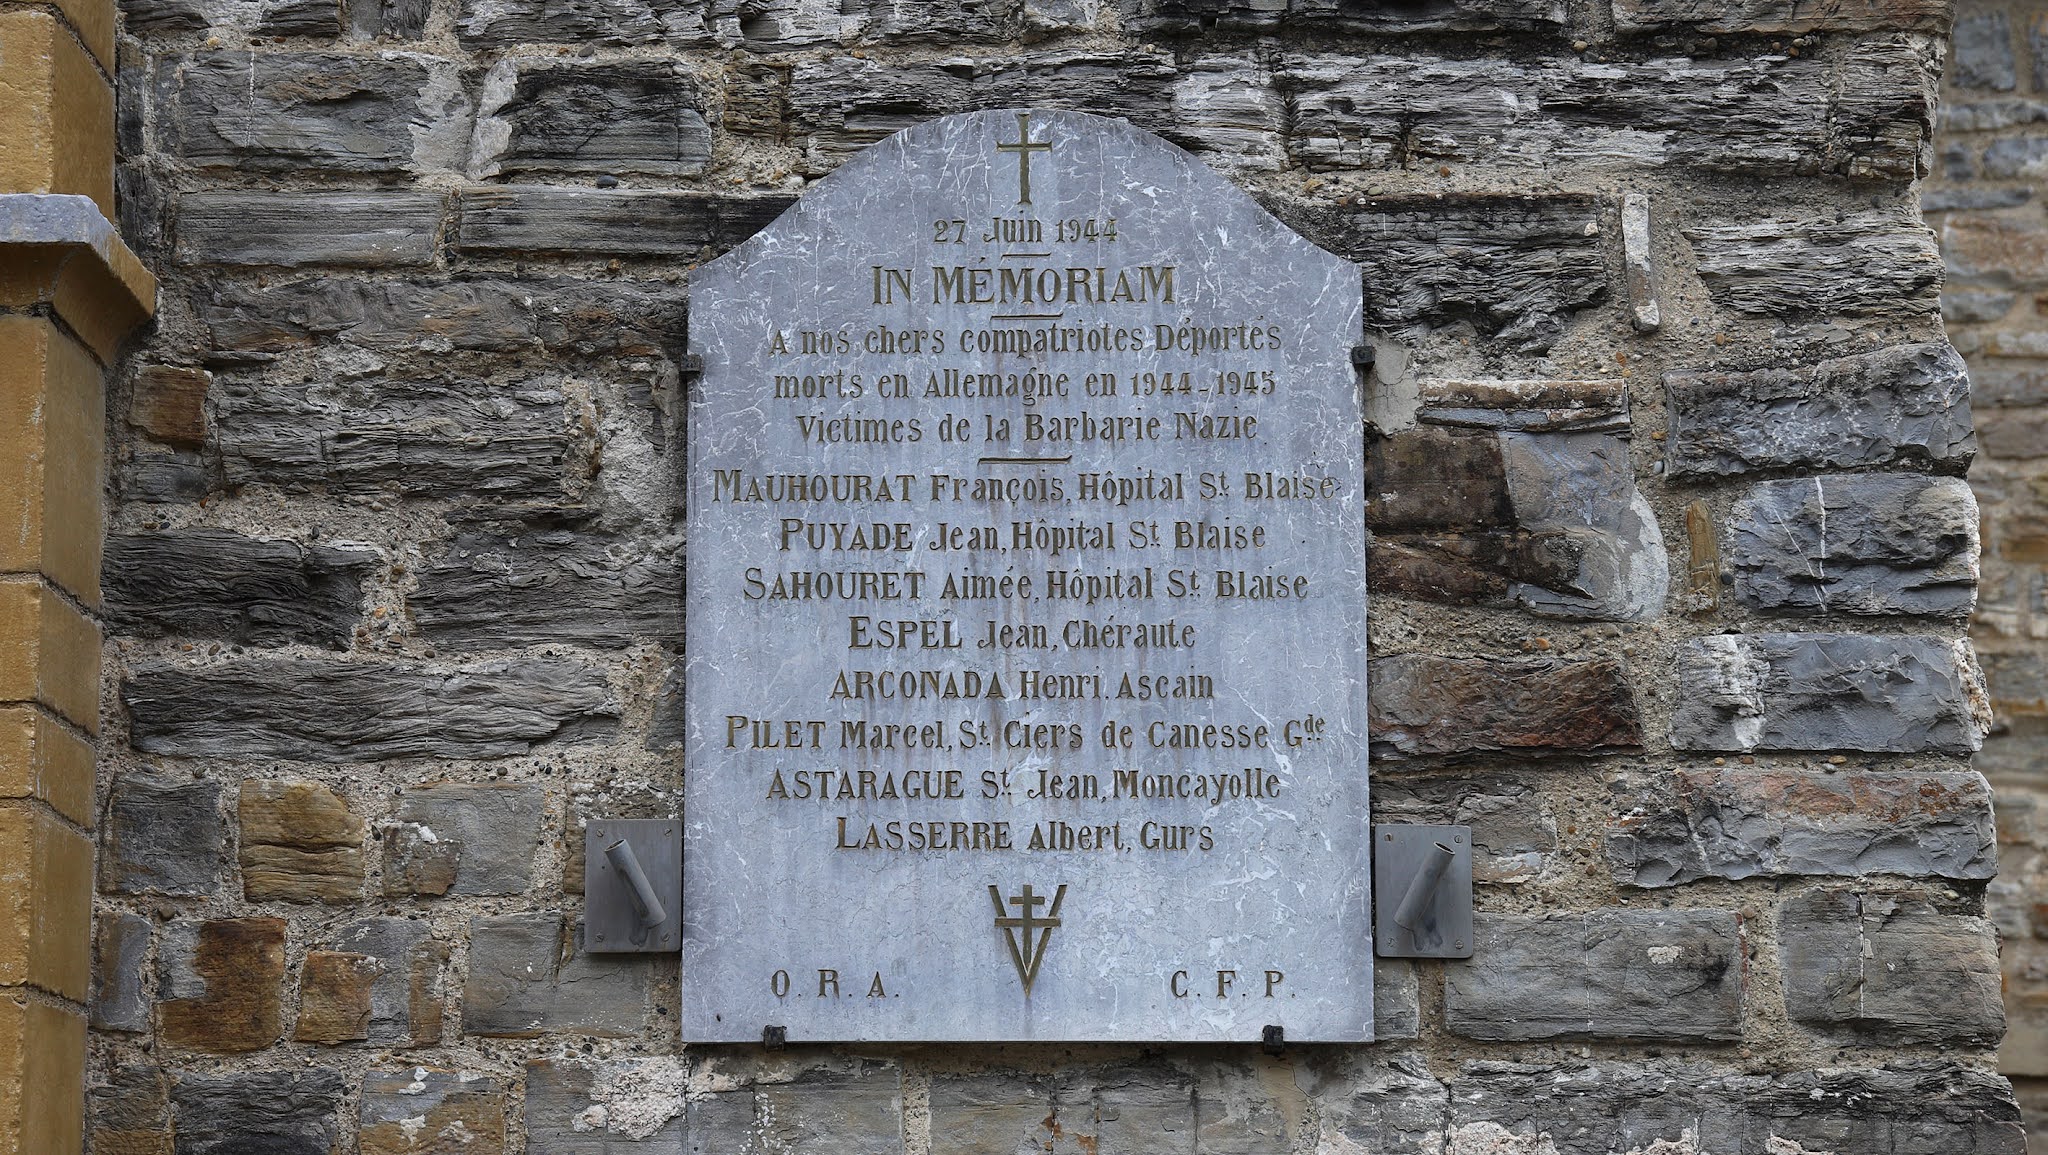 27 Juin 1944
IN MÉMORIAM
A nos chers compatriotes Déportés
morts en Allemagne en 1944-1945
Victimes de la Barbarie Nazie.
MAUHOURAT François, Hôpital St. Blaise
PUYADE Jean, Hôpital St. Blaise
SAHOURET Aimée, Hôpital St. Blaise
ESPEL Jean, Chéraute
ARCONADA Henri, Ascain
PILET Marcel, St. Ciers de Canesse Gde
ASTARAGUE St. Jean, Moncayolle
LASSERRE Albert, Gurs
O. R. A. C. F. P.